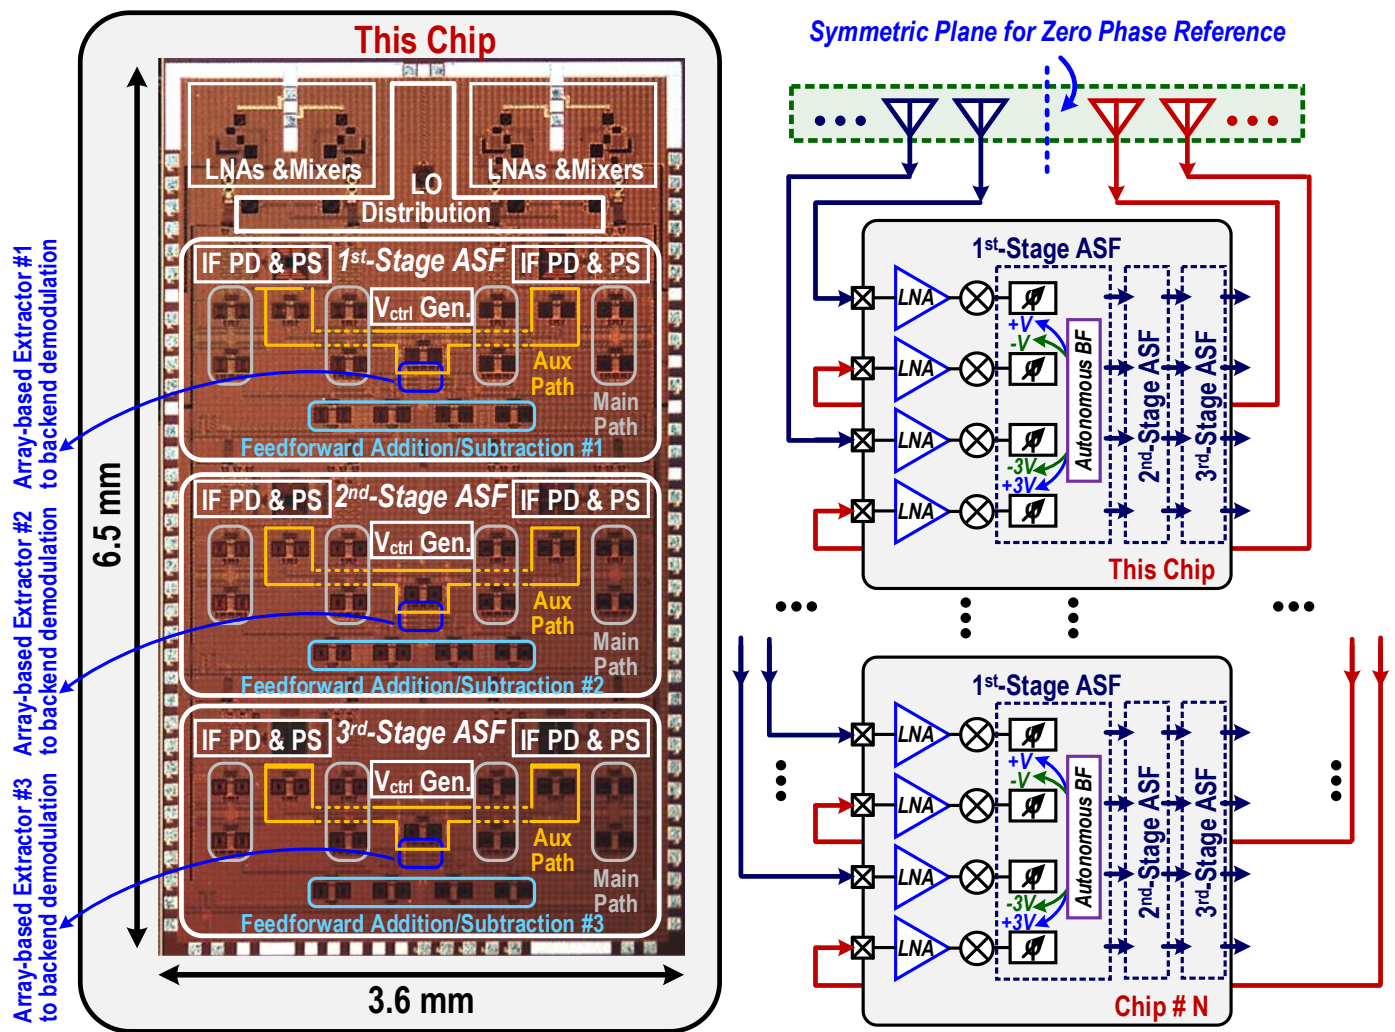 This Chip
LNAs &Mixers
LNAs &Mixers
LO
Distribution
IF PD & PS
1st-Stage ASF
IF PD & PS
Vctrl Gen.
Aux
Path
Main
Path
Feedforward Addition/Subtraction #1
IF PD & PS
2nd-Stage ASF
IF PD & PS
Vctrl Gen.
Aux
Path
Main
Path
Feedforward Addition/Subtraction #2
IF PD & PS
3rd-Stage ASF
IF PD & PS
Vctrl Gen.
Aux
Path
Main
Path
Feedforward Addition/Subtraction #3
6.5 mm
3.6 mm
Array-based Extractor #1
to backend demodulation
Array-based Extractor #2
to backend demodulation
Array-based Extractor #3
to backend demodulation
Symmetric Plane for Zero Phase Reference
1st-Stage ASF
LNA
φ
+V
-V
LNA
φ
LNA
φ
-3V
+3V
LNA
φ
Autonomous BF
2nd-Stage ASF
3rd-Stage ASF
This Chip
1st-Stage ASF
LNA
φ
+V
-V
LNA
φ
LNA
φ
-3V
+3V
LNA
φ
Autonomous BF
2nd-Stage ASF
3rd-Stage ASF
Chip # N